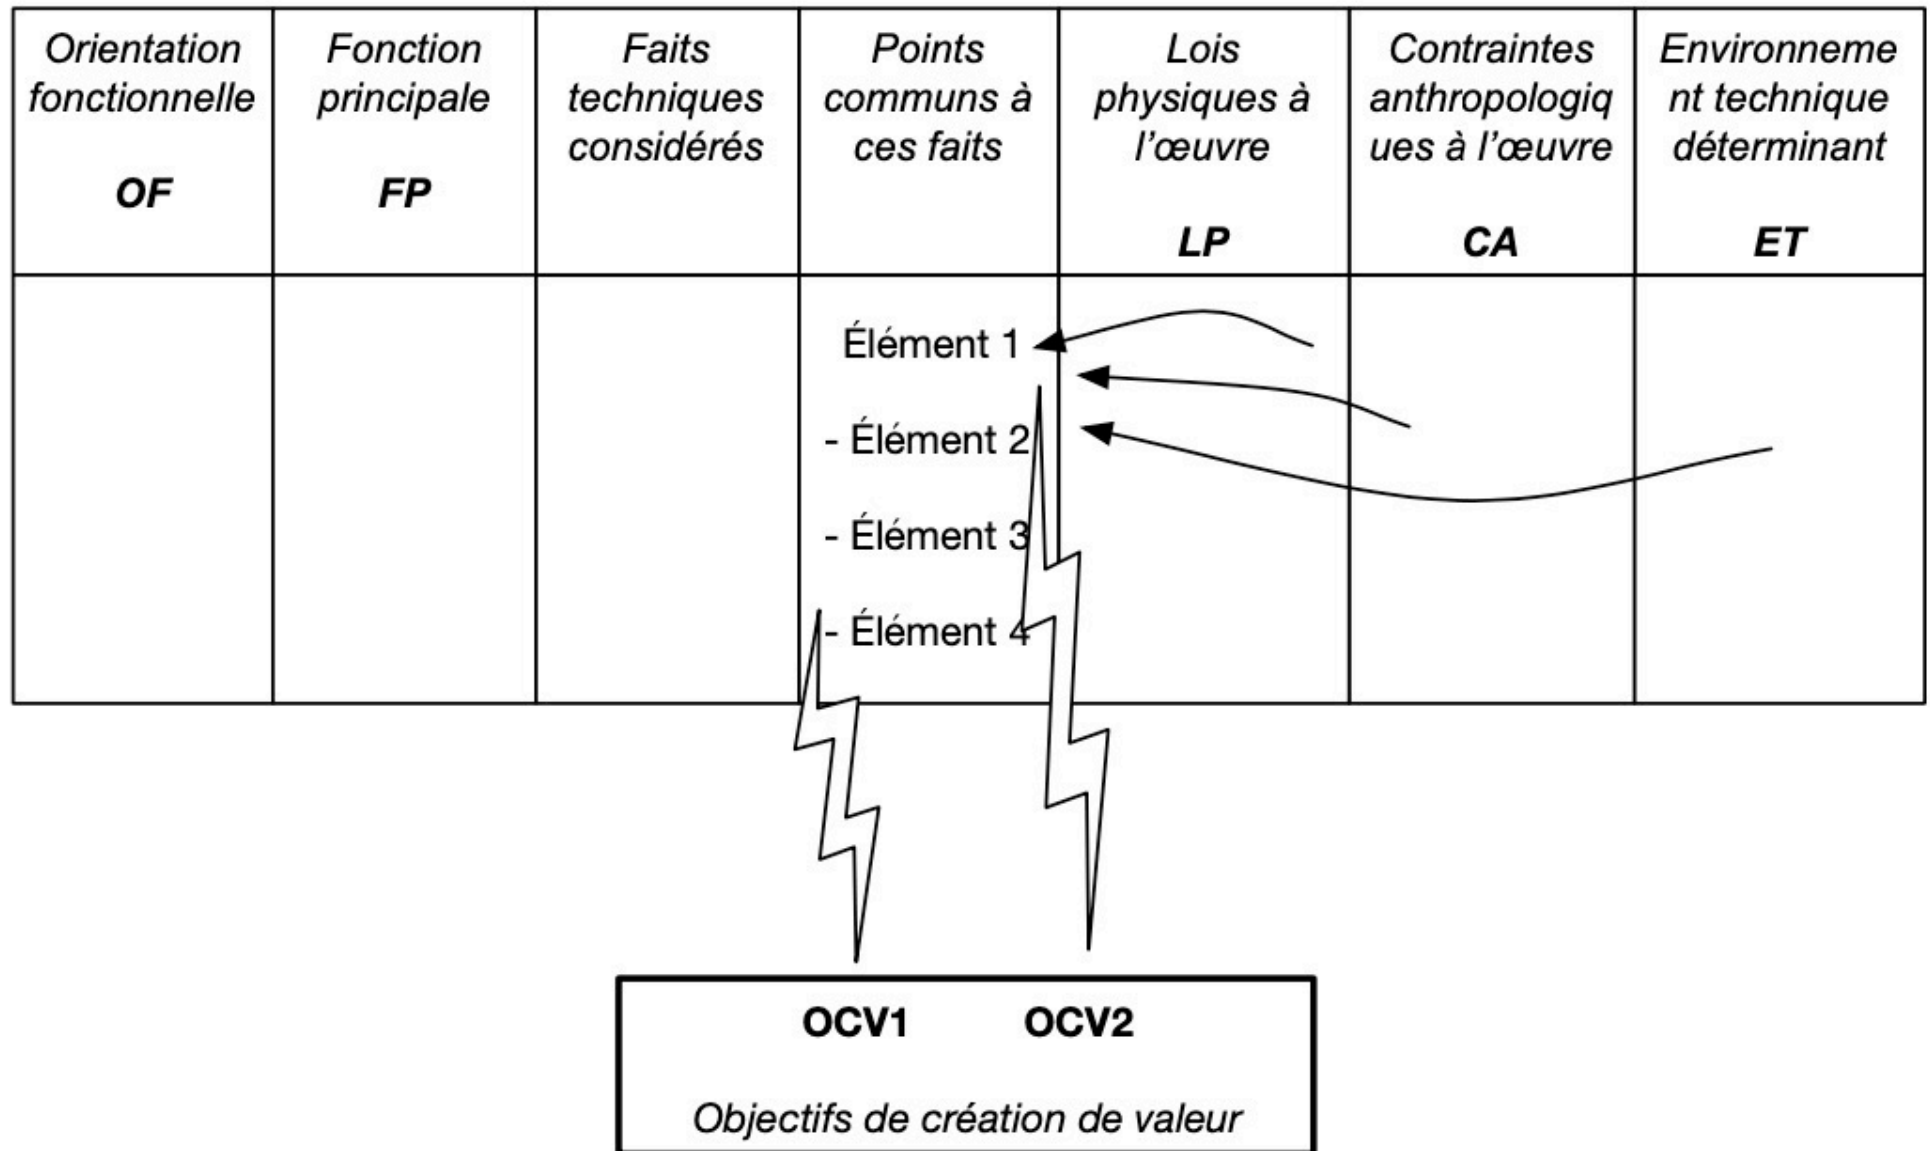 Orientation
fonctionnelle
OF
Fonction
principale
FP
Faits
techniques
considérés
Points
communs à
ces faits
Lois
physiques à
l'œuvre
LP
Contraintes
anthropologiq
ues à l'œuvre
CA
Environneme
nt technique
déterminant
ET
Élément 1
- Élément 2
- Élément 3
- Élément 4
OCV1 OCV2
Objectifs de création de valeur